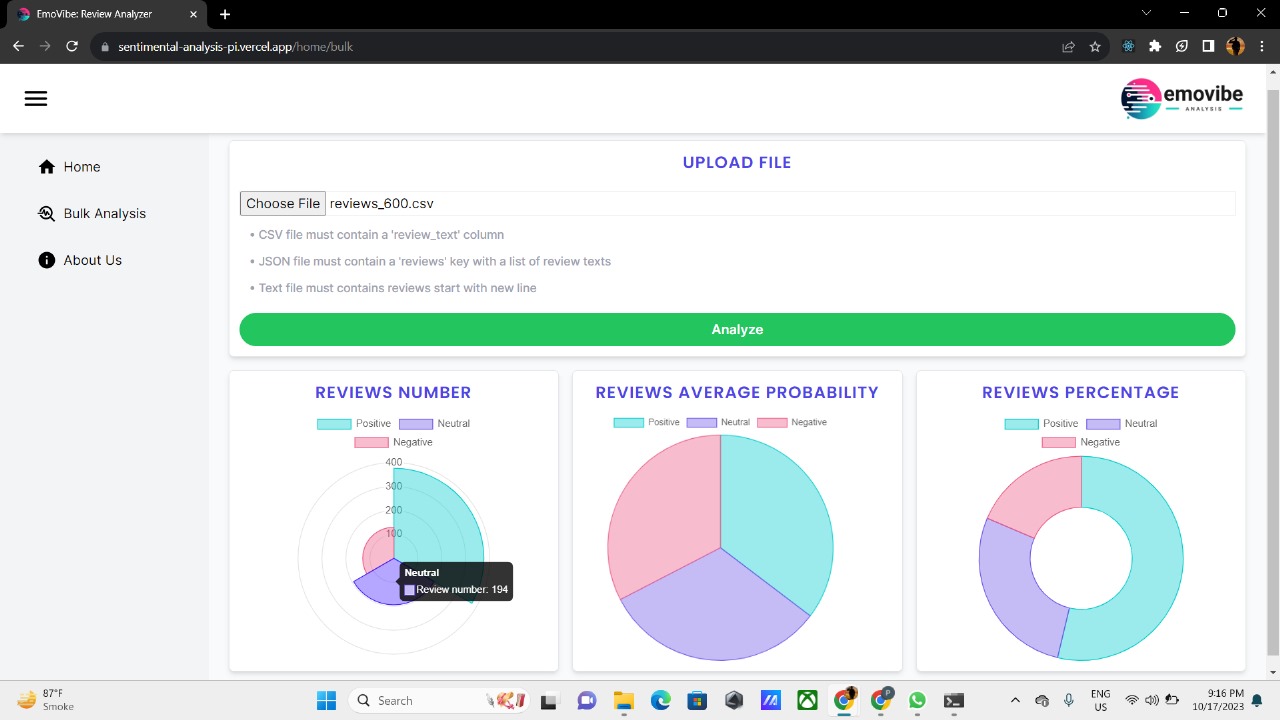 EmoVibe: Review Analyzer
sentimental-analysis-pi.vercel.app/home/bulk
emovibe
ANALYSIS
Home
Bulk Analysis
About Us
UPLOAD FILE
Choose File reviews_600.csv
• CSV file must contain a 'review_text' column
• JSON file must contain a 'reviews' key with a list of review texts
• Text file must contains reviews start with new line
Analyze
REVIEWS NUMBER
Positive Neutral
Negative
400
300
200
100
Neutral
Review number: 194
REVIEWS AVERAGE PROBABILITY
Positive Neutral Negative
REVIEWS PERCENTAGE
Positive Neutral
Negative
87°F
Smoke
Search
P
ENG
US
9:16 PM
10/17/2023